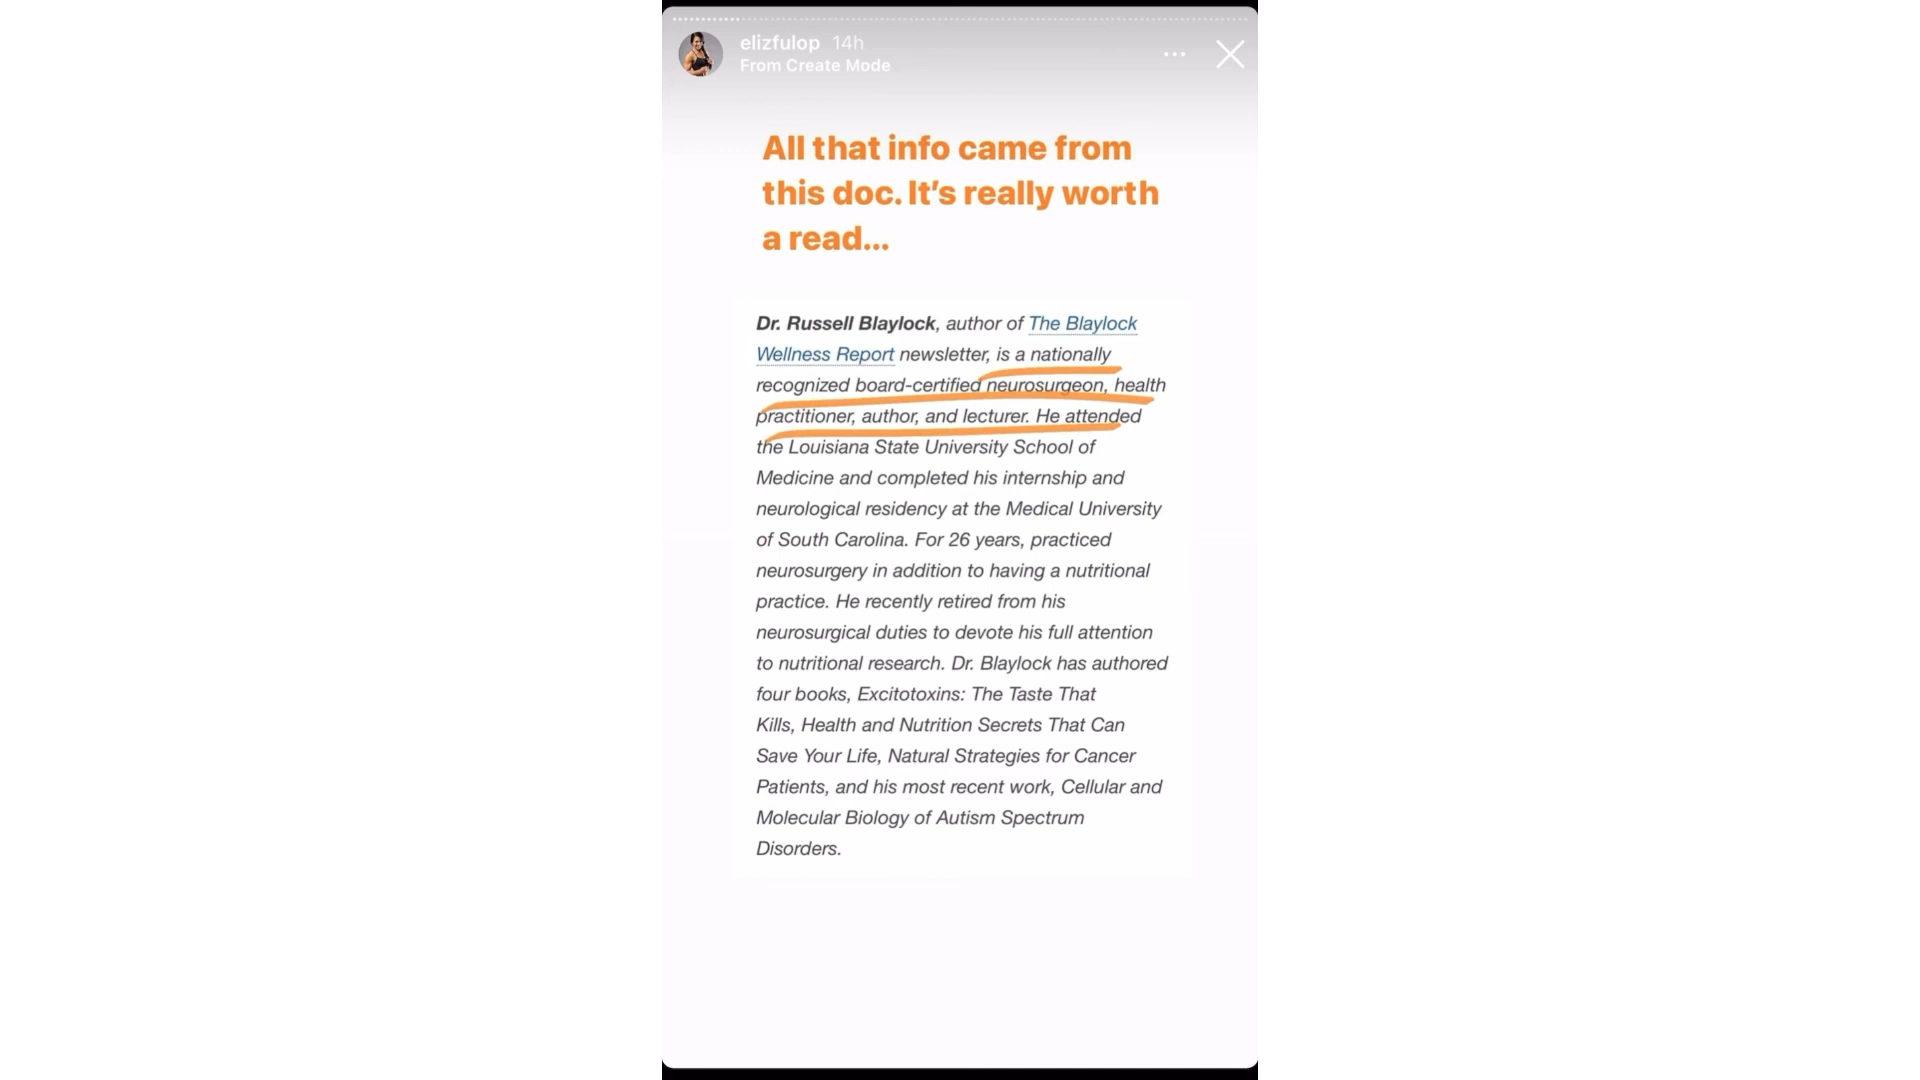 elizfulop 14h
From Create Mode
All that info came from
this doc. It's really worth
a read...
Dr. Russell Blaylock, author of The Blaylock
Wellness Report newsletter, is a nationally
recognized board-certified neurosurgeon, health
practitioner, author, and lecturer. He attended
the Louisiana State University School of
Medicine and completed his internship and
neurological residency at the Medical University
of South Carolina. For 26 years, practiced
neurosurgery in addition to having a nutritional
practice. He recently retired from his
neurosurgical duties to devote his full attention
to nutritional research. Dr. Blaylock has authored
four books, Excitotoxins: The Taste That
Kills, Health and Nutrition Secrets That Can
Save Your Life, Natural Strategies for Cancer
Patients, and his most recent work, Cellular and
Molecular Biology of Autism Spectrum
Disorders.